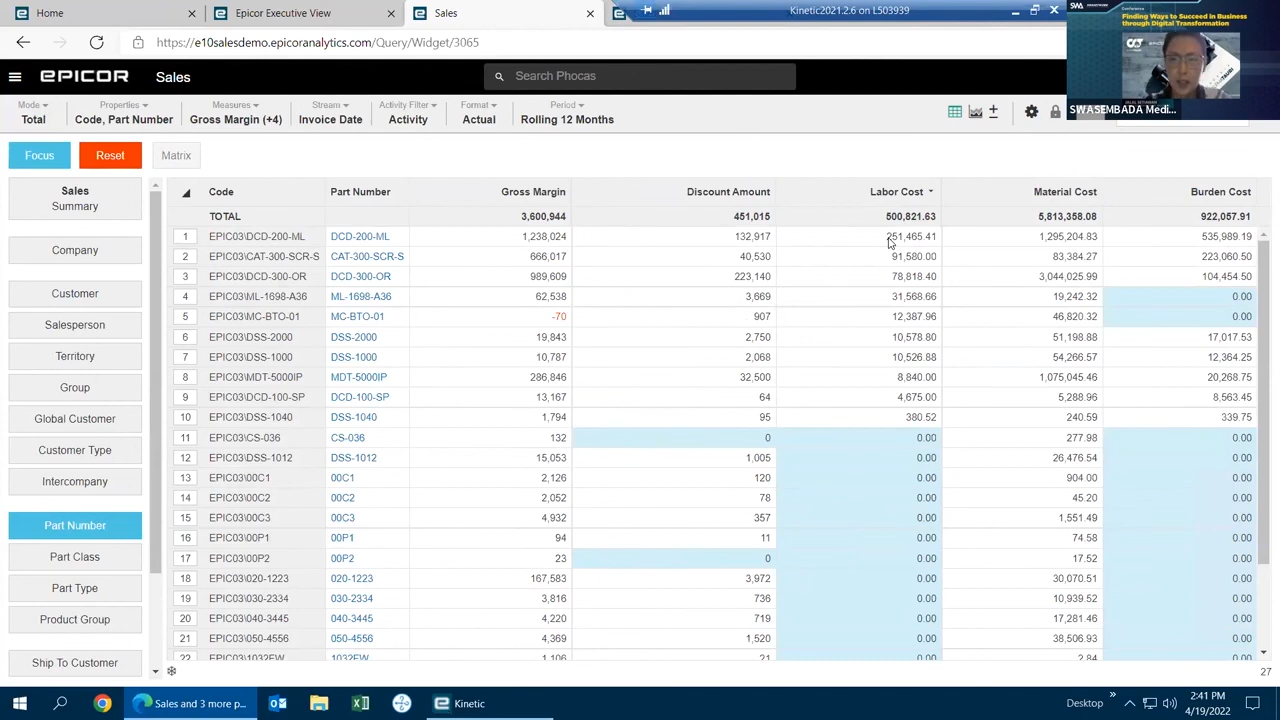 Home
Epicor Executive View
Sales
Kinetic2021.2.6 on L503939
https://e10salesdemo.epicoranalytics.com/Query/Widget/3065
EPICOR
Sales
Search Phocas
Mode
Total
Properties
Code, Part Number
Measures
Gross Margin (+4)
Stream
Invoice Date
Activity Filter
Activity
Format
Actual
Period
Rolling 12 Months
SWA
Conference
Finding Ways to Succeed in Business
through Digital Transformation
SWASEMBADA Medi...
Focus
Reset
Matrix
Sales
Summary
Company
Customer
Salesperson
Territory
Group
Global Customer
Customer Type
Intercompany
Part Number
Part Class
Part Type
Product Group
Ship To Customer
Code Part Number Gross Margin Discount Amount Labor Cost Material Cost Burden Cost
TOTAL 3,600,944 451,015 500,821.63 5,813,358.08 922,057.91
1 EPIC03\DCD-200-ML DCD-200-ML 1,238,024 132,917 251,465.41 1,295,204.83 535,989.19
2 EPIC03\CAT-300-SCR-S CAT-300-SCR-S 666,017 40,530 91,580.00 83,384.27 223,060.50
3 EPIC03\DCD-300-OR DCD-300-OR 989,609 223,140 78,818.40 3,044,025.99 104,454.50
4 EPIC03\ML-1698-A36 ML-1698-A36 62,538 3,669 31,568.66 19,242.32 0.00
5 EPIC03\MC-BTO-01 MC-BTO-01 -70 907 12,387.96 46,820.32 0.00
6 EPIC03\DSS-2000 DSS-2000 19,843 2,750 10,578.80 51,198.88 17,017.53
7 EPIC03\DSS-1000 DSS-1000 10,787 2,068 10,526.88 54,266.57 12,364.25
8 EPIC03\MDT-5000IP MDT-5000IP 286,846 32,500 8,840.00 1,075,045.46 20,268.75
9 EPIC03\DCD-100-SP DCD-100-SP 13,167 64 4,675.00 5,288.96 8,563.45
10 EPIC03\DSS-1040 DSS-1040 1,794 95 380.52 240.59 339.75
11 EPIC03\CS-036 CS-036 132 0 0.00 277.98 0.00
12 EPIC03\DSS-1012 DSS-1012 15,053 1,005 0.00 26,476.54 0.00
13 EPIC03\00C1 00C1 2,126 120 0.00 904.00 0.00
14 EPIC03\00C2 00C2 2,052 78 0.00 45.20 0.00
15 EPIC03\00C3 00C3 4,932 357 0.00 1,551.49 0.00
16 EPIC03\00P1 00P1 94 11 0.00 74.58 0.00
17 EPIC03\00P2 00P2 23 0 0.00 17.52 0.00
18 EPIC03\020-1223 020-1223 167,583 3,972 0.00 30,070.51 0.00
19 EPIC03\030-2334 030-2334 3,816 736 0.00 10,939.52 0.00
20 EPIC03\040-3445 040-3445 4,220 719 0.00 17,281.46 0.00
21 EPIC03\050-4556 050-4556 4,369 1,520 0.00 38,506.93 0.00
22 EPIC03\1032FW 1032FW 1,106 21 0.00 2.84 0.00
27
Sales and 3 more p...
Kinetic
Desktop
2:41 PM
4/19/2022